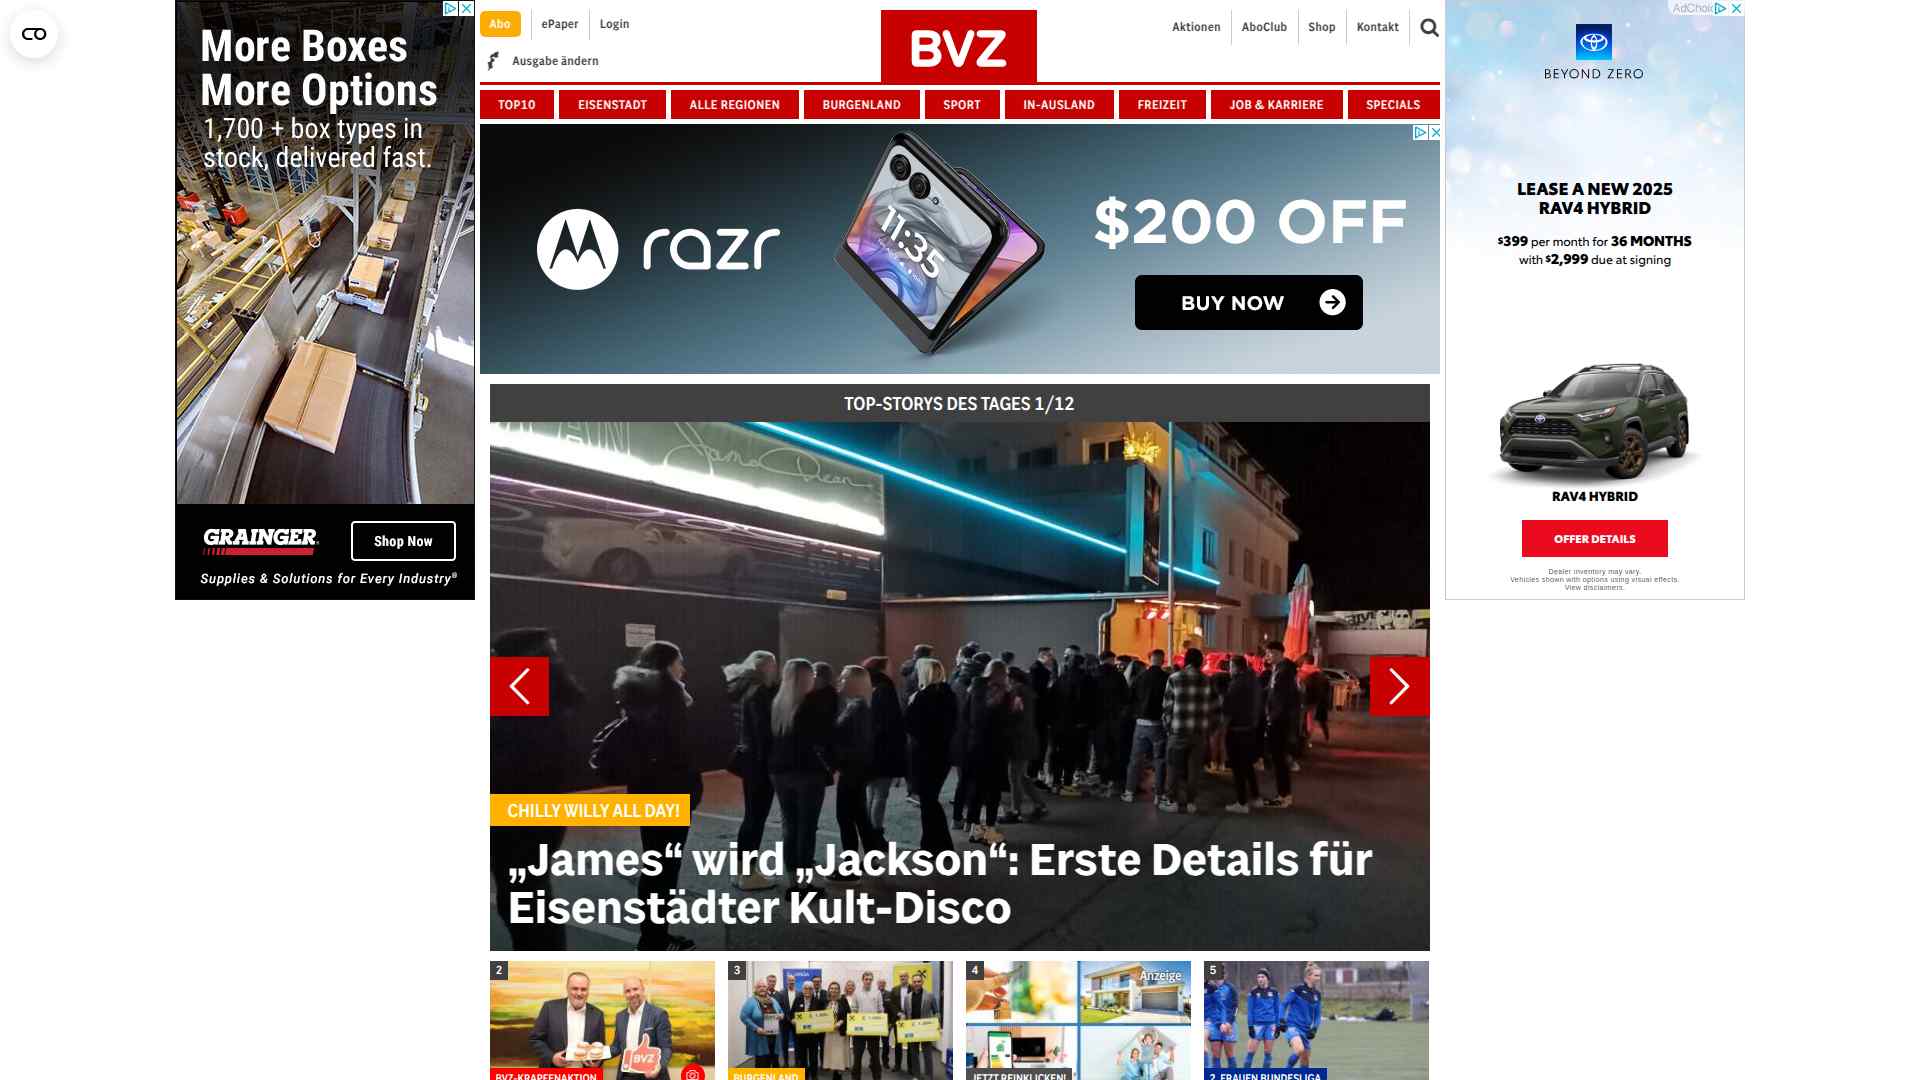 More Boxes
More Options
1,700 + box types in
stock, delivered fast.
GRAINGER
Shop Now
Supplies & Solutions for Every Industry®
Abo
ePaper
Login
Ausgabe ändern
BVZ
Aktionen
AboClub
Shop
Kontakt
TOP10
EISENSTADT
ALLE REGIONEN
BURGENLAND
SPORT
IN-AUSLAND
FREIZEIT
JOB & KARRIERE
SPECIALS
razr
11:35
$200 OFF
BUY NOW
TOP-STORYS DES TAGES 1/12
James Dean
CHILLY WILLY ALL DAY!
„James“ wird „Jackson“: Erste Details für
Eisenstädter Kult-Disco
2
BVZ
BVZ-KRAPFENAKTION
3
BURGENLAND
4
Anzeige
JETZT REINKLICKEN!
5
2. FRAUEN BUNDESLIGA
BEYOND ZERO
LEASE A NEW 2025
RAV4 HYBRID
$399 per month for 36 MONTHS
with $2,999 due at signing
RAV4 HYBRID
OFFER DETAILS
Dealer inventory may vary.
Vehicles shown with options using visual effects.
View disclaimers.